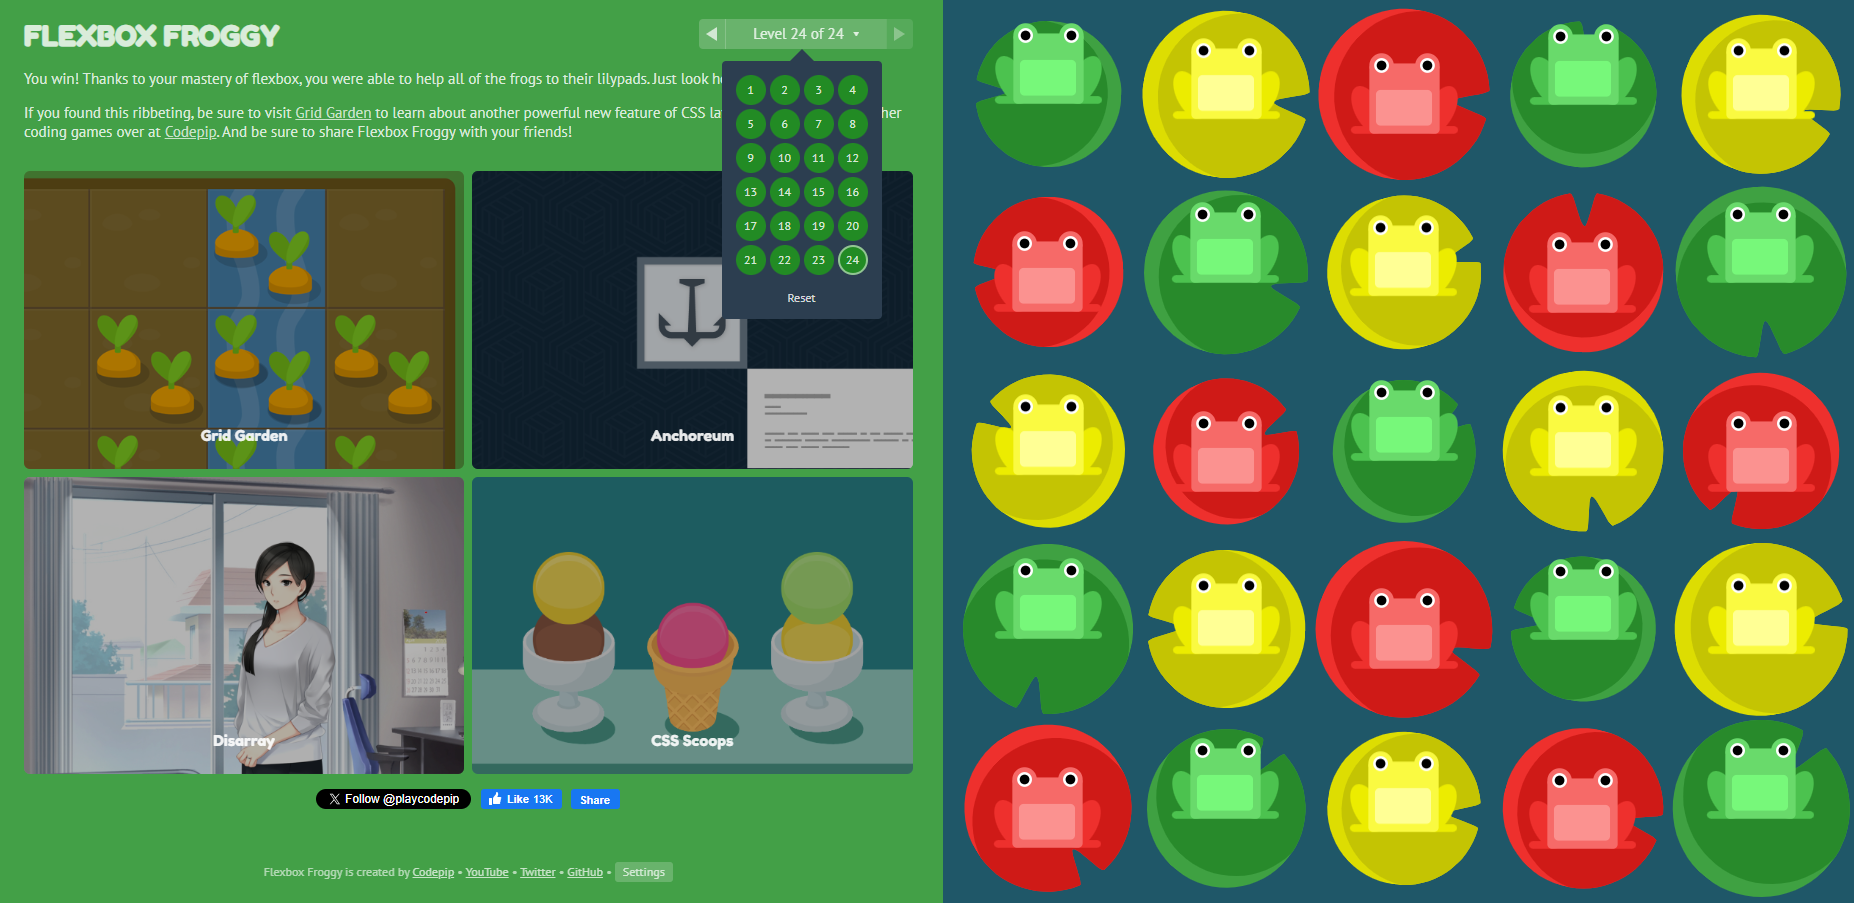 FLEXBOX FROGGY
Level 24 of 24
You win! Thanks to your mastery of flexbox, you were able to help all of the frogs to their lilypads. Just look
If you found this ribbeting, be sure to visit Grid Garden to learn about another powerful new feature of CSS
coding games over at Codepip. And be sure to share Flexbox Froggy with your friends!
1 2 3 4
5 6 7 8
9 10 11 12
13 14 15 16
17 18 19 20
21 22 23 24
Reset
Grid Garden
Anchoreum
Disarray
CSS Scoops
Follow @playcodepip
Like 13K
Share
Flexbox Froggy is created by Codepip • YouTube • Twitter • GitHub • Settings